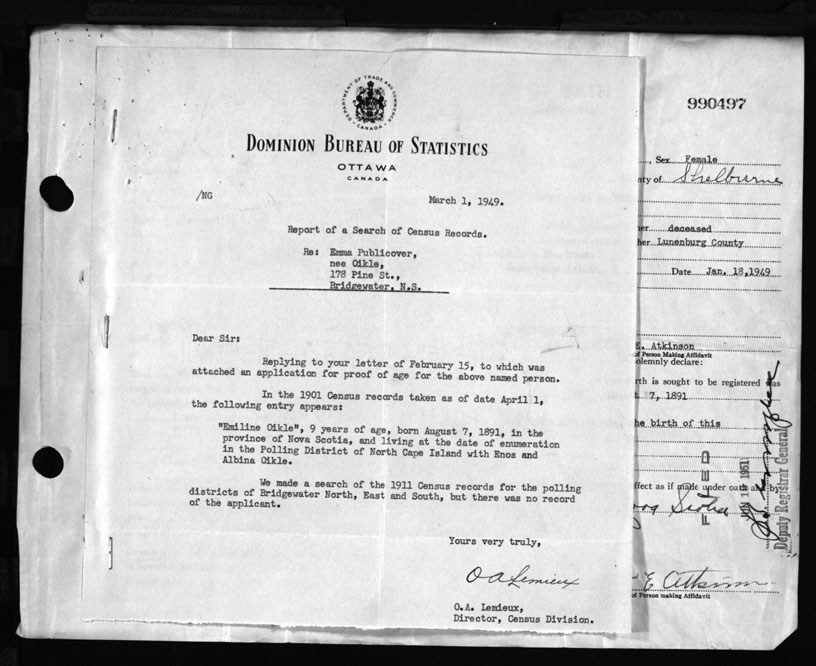 DEPARTMENT OF TRADE AND COMMERCE
CANADA
DOMINION BUREAU OF STATISTICS
OTTAWA
CANADA
/NG
March 1, 1949.
Report of a Search of Census Records.
Re: Emma Publicover,
nee Oikle,
178 Pine St.,
Bridgewater, N.S.
Dear Sir:
Replying to your letter of February 15, to which was
attached an application for proof of age for the above named person.
In the 1901 Census records taken as of date April 1,
the following entry appears:
"Emiline Oikle", 9 years of age, born August 7, 1891, in the
province of Nova Scotia, and living at the date of enumeration
in the Polling District of North Cape Island with Enos and
Albina Oikle.
We made a search of the 1911 Census records for the polling
districts of Bridgewater North, East and South, but there was no record
of the applicant.
Yours very truly,
O A Lemieux
O.A. Lemieux,
Director, Census Division.
990497
, Sex Female
ty of Shelburne
er deceased
her Lunenburg County
Date Jan. 18, 1949
E. Atkinson
of Person Making Affidavit
olemnly declare:
rth is sought to be registered was
t 7, 1891
he birth of this
ffect as if made under oath
Scotia
E Atkinson
of Person Making Affidavit
FILED
1951
Deputy Registrar General